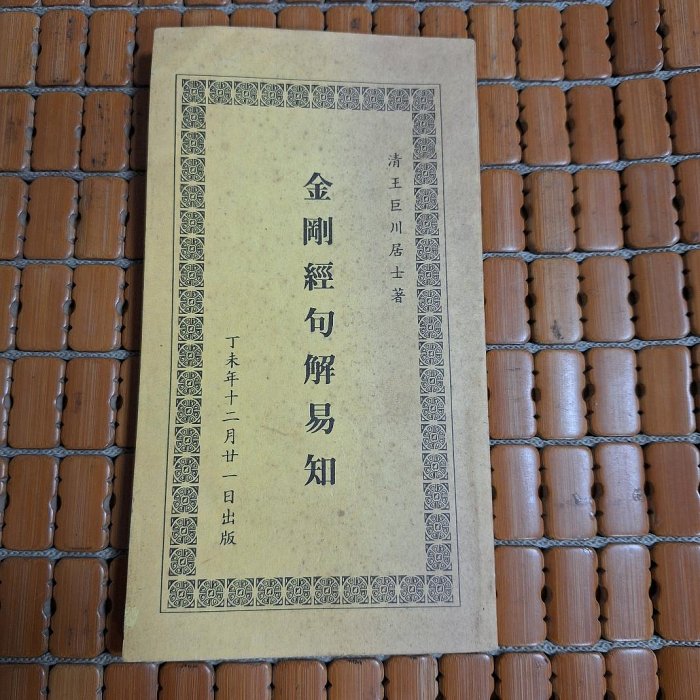 清王巨川居士著
金剛經句解易知
丁未年十二月廿一日出版